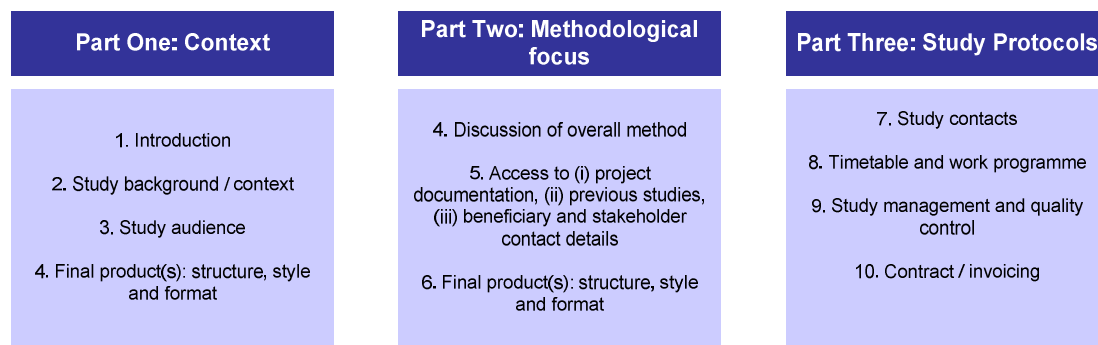 Part One: Context
1. Introduction
2. Study background / context
3. Study audience
4. Final product(s): structure, style
and format
Part Two: Methodological
focus
4. Discussion of overall method
5. Access to (i) project
documentation, (ii) previous studies,
(iii) beneficiary and stakeholder
contact details
6. Final product(s): structure, style
and format
Part Three: Study Protocols
7. Study contacts
8. Timetable and work programme
9. Study management and quality
control
10. Contract / invoicing